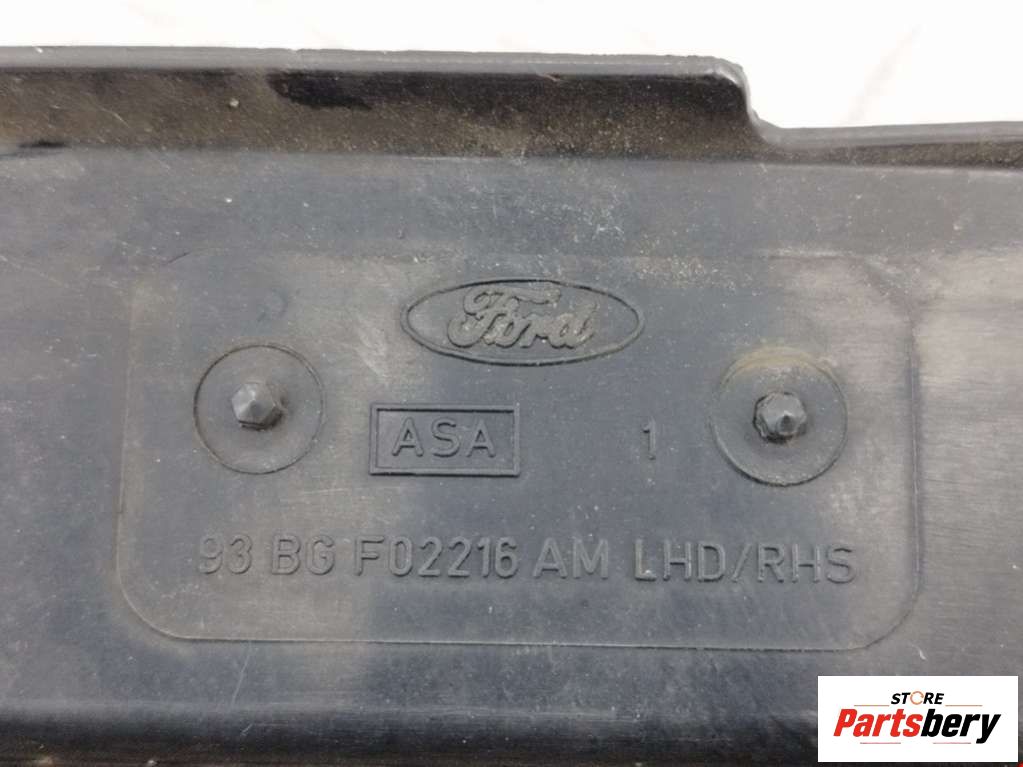 Ford
ASA 1
93 BG F02216 AM LHD/RHS
STORE
Partsbery